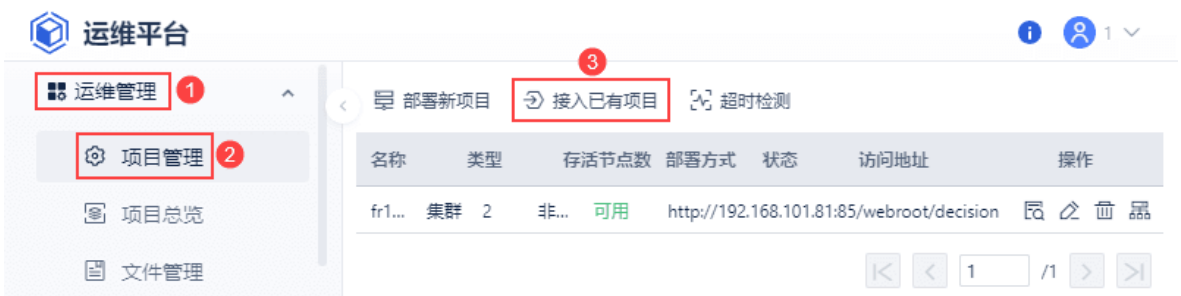 运维平台
1
运维管理 1
3
部署新项目 接入已有项目 超时检测
项目管理 2
名称 类型 存活节点数 部署方式 状态 访问地址 操作
项目总览
fr1... 集群 2 非... 可用 http://192.168.101.81:85/webroot/decision
文件管理
1 /1